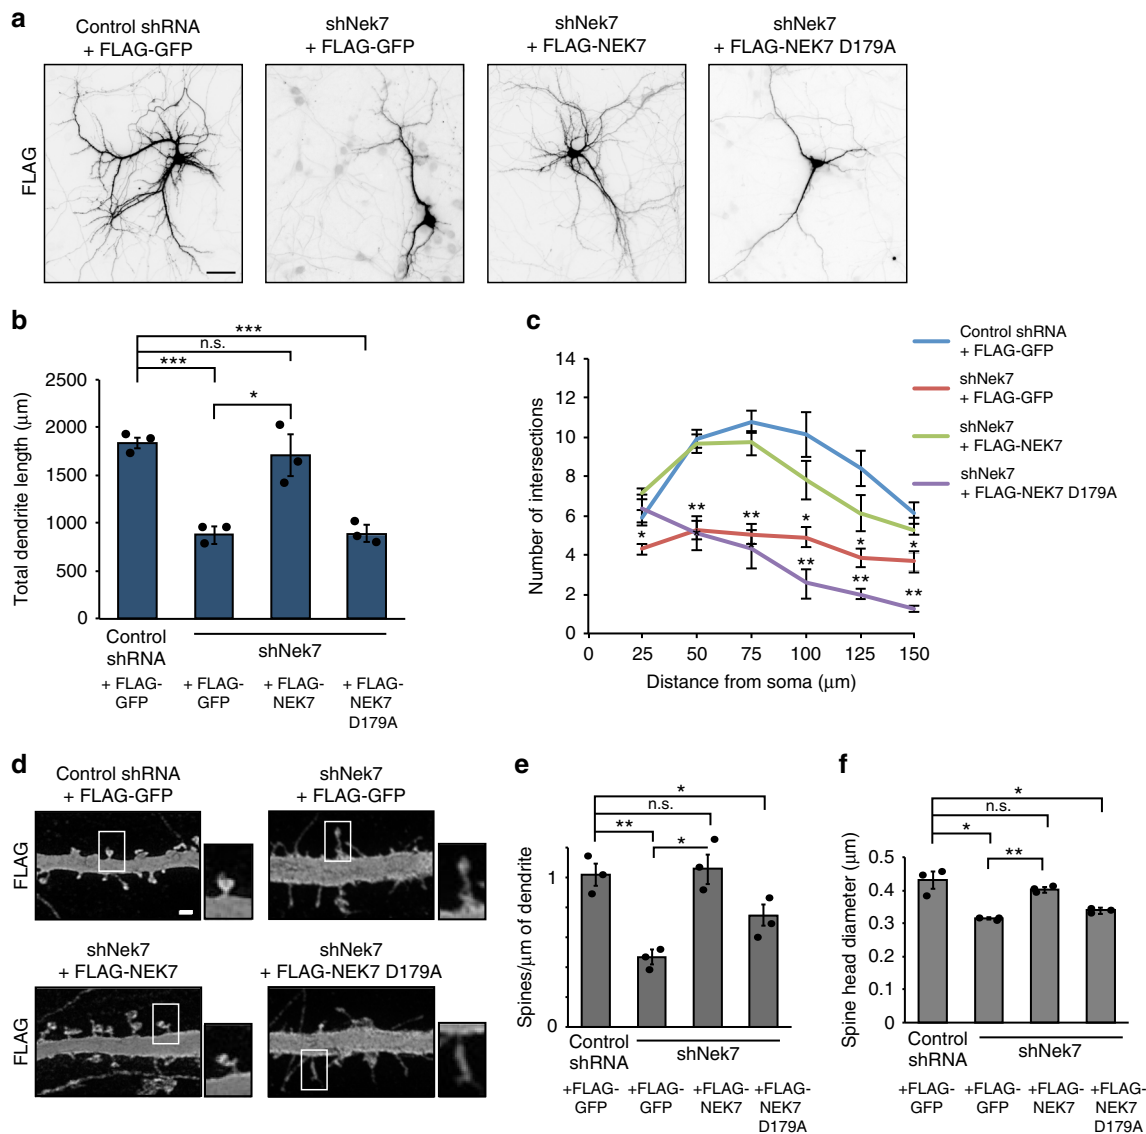 a
Control shRNA
+ FLAG-GFP
shNek7
+ FLAG-GFP
shNek7
+ FLAG-NEK7
shNek7
+ FLAG-NEK7 D179A
FLAG
b
***
n.s.
***
*
Total dendrite length (μm)
2500
2000
1500
1000
500
0
Control
shRNA
shNek7
+ FLAG-
GFP
+ FLAG-
GFP
+ FLAG-
NEK7
+ FLAG-
NEK7
D179A
c
Control shRNA
+ FLAG-GFP
shNek7
+ FLAG-GFP
shNek7
+ FLAG-NEK7
shNek7
+ FLAG-NEK7 D179A
Number of intersections
14
12
10
8
6
4
2
0
* ** ** * * *
* ** ** **
0 25 50 75 100 125 150
Distance from soma (μm)
d
Control shRNA
+ FLAG-GFP
shNek7
+ FLAG-GFP
FLAG
shNek7
+ FLAG-NEK7
shNek7
+ FLAG-NEK7 D179A
FLAG
e
*
n.s.
**
*
Spines/μm of dendrite
1
0
Control
shRNA
shNek7
+FLAG-
GFP
+FLAG-
GFP
+FLAG-
NEK7
+FLAG-
NEK7
D179A
f
*
n.s.
*
**
Spine head diameter (μm)
0.5
0.4
0.3
0.2
0.1
0
Control
shRNA
shNek7
+FLAG-
GFP
+FLAG-
GFP
+FLAG-
NEK7
+FLAG-
NEK7
D179A